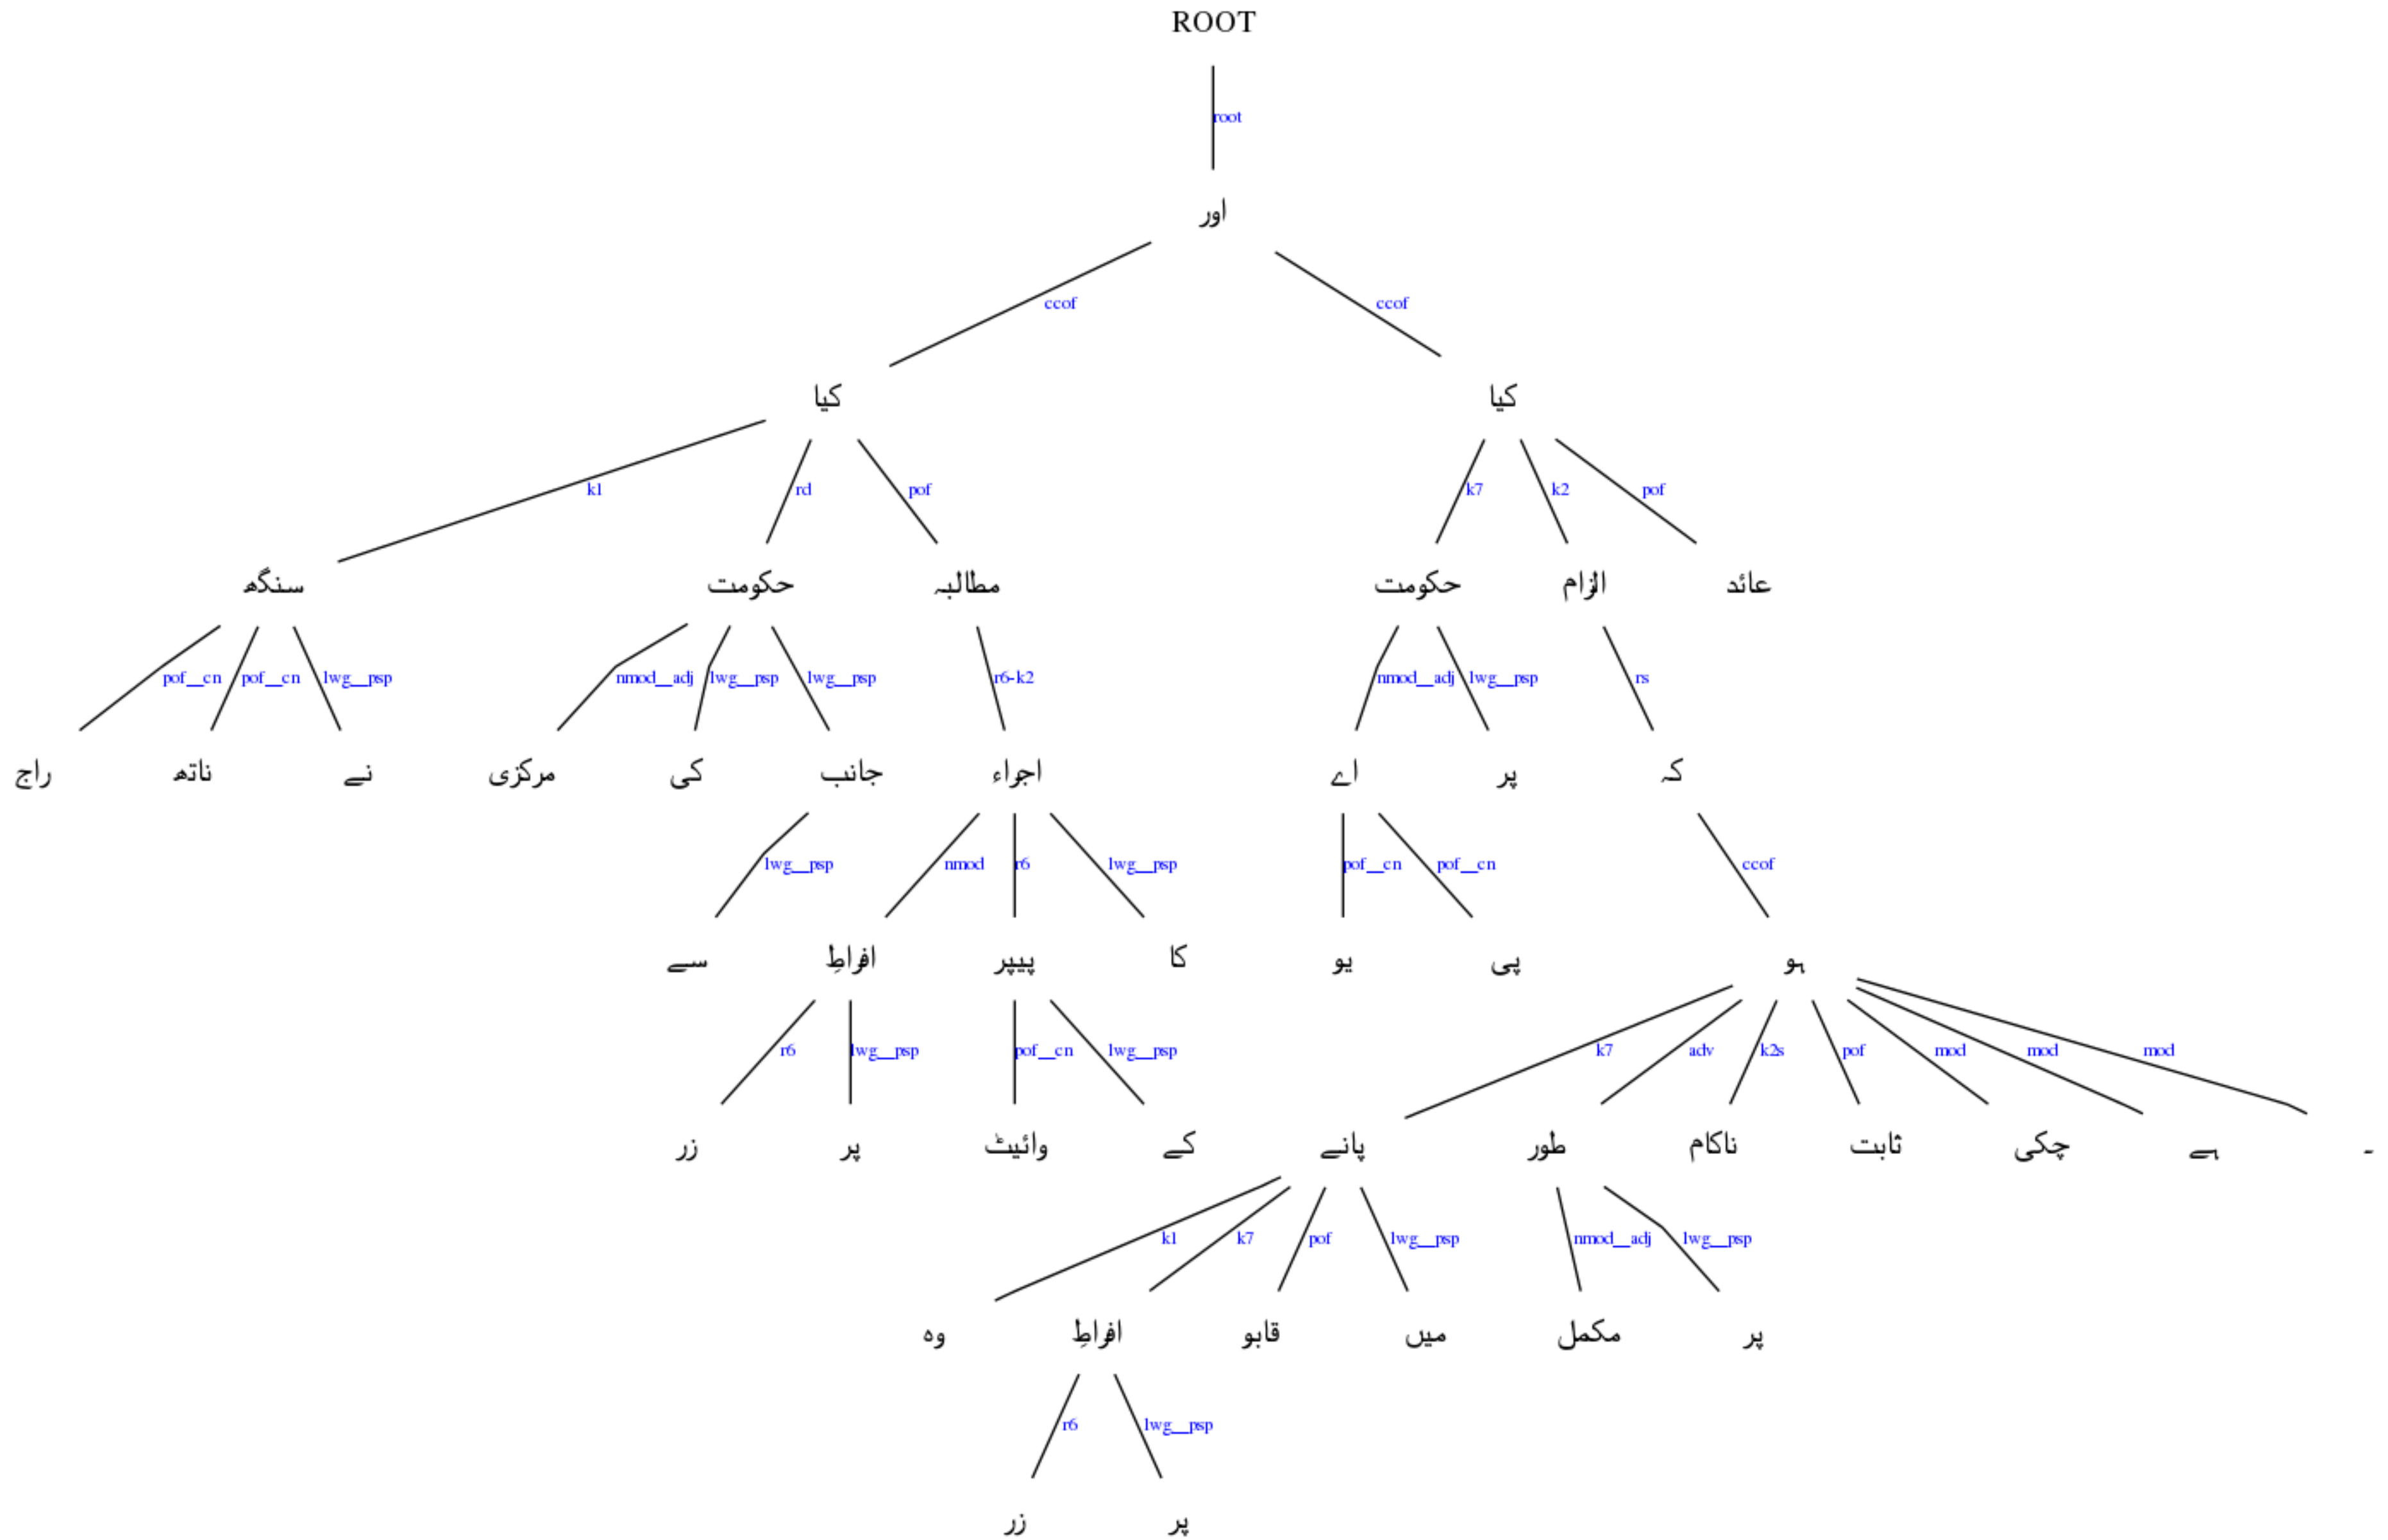 ROOT
root
اور
ccof ccof
کیا کیا
k1 rd pof k7 k2 pof
سنگھ حکومت مطالبہ حکومت الزام عائد
pof__cn pof__cn lwg__psp nmod__adj lwg__psp lwg__psp r6-k2 nmod__adj lwg__psp rs
راج ناتھ نے مرکزی کی جانب اجراء اے پر کہ
lwg__psp nmod r6 lwg__psp pof__cn pof__cn ccof
سے افراطِ پیپر کا یو پی ہو
r6 lwg__psp pof__cn lwg__psp k7 adv k2s pof mod mod mod
زر پر وائیٹ کے پانے طور ناکام ثابت چکی ہے ۔
k1 k7 pof lwg__psp nmod__adj lwg__psp
وہ افراطِ قابو میں مکمل پر
r6 lwg__psp
زر پر